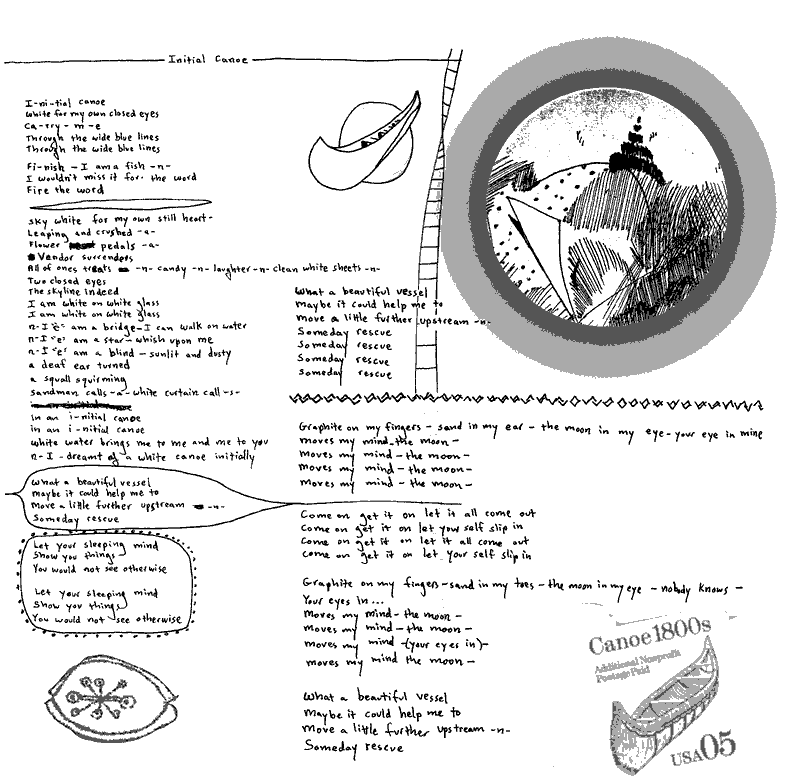 Initial Canoe
I-ni-tial canoe
White for my own closed eyes
Ca-rry-m-e
Through the wide blue lines
Through the wide blue lines
Fi-nish - I am a fish -n-
I wouldn't miss it for the word
Fire the word
Sky white for my own still heart-
Leaping and crushed -a-
Flower pedals -a-
Vendor surrenders
All of ones treats -n- candy -n- laughter -n- clean white sheets -n-
Two closed eyes
The skyline indeed
I am white on white glass
I am white on white glass
n-I "e" am a bridge-I can walk on water
n-I "e" am a star-whish upon me
n-I "e" am a blind - sunlit and dusty
a deaf ear turned
a squall squirming
Sandman calls -a- white curtain call -s-
in an i-nitial canoe
in an i-nitial canoe
white water brings me to me and me to you
n-I-dreamt of a white canoe initially
What a beautiful vessel
Maybe it could help me to
Move a little further upstream -n-
Someday rescue
Let your sleeping mind
Show you things
You would not see otherwise
Let your sleeping mind
Show you things
You would not see otherwise
What a beautiful vessel
Maybe it could help me to
Move a little further upstream -n-
Someday rescue
Someday rescue
Someday rescue
Someday rescue
Graphite on my fingers - sand in my ear - the moon in my eye-your eye in mine
moves my mind-the moon-
moves my mind-the moon-
moves my mind-the moon-
moves my mind-the moon-
Come on get it on let it all come out
Come on get it on let your self slip in
Come on get it on let it all come out
Come on get it on let your self slip in
Graphite on my fingers-sand in my toes - the moon in my eye - nobody knows -
Your eyes in...
moves my mind-the moon-
moves my mind-the moon-
moves my mind-(your eyes in)-
moves my mind the moon-
What a beautiful vessel
Maybe it could help me to
Move a little further upstream -n-
Someday rescue
Canoe 1800s
Additional Nonprofit
Postage Paid
USA 05